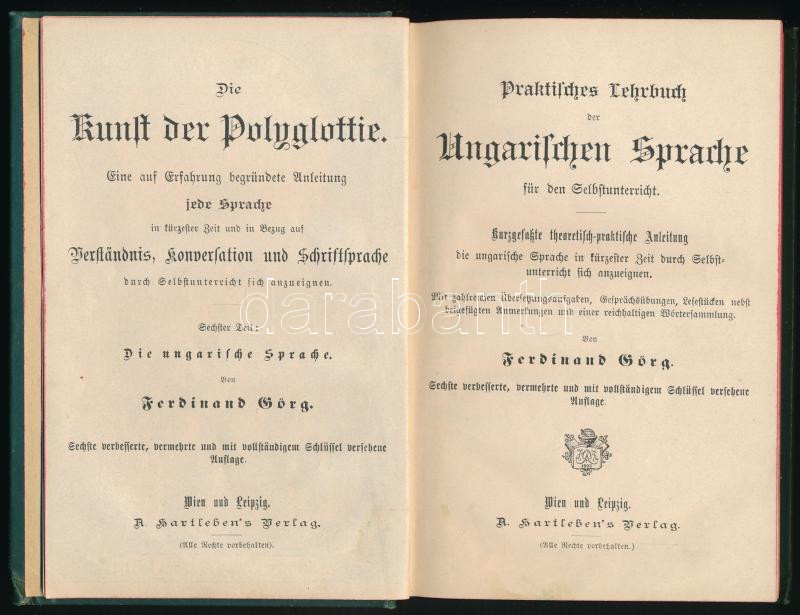 Die
Kunst der Polyglottie.
Eine auf Erfahrung begründete Anleitung
jede Sprache
in kürzester Zeit und in Bezug auf
Verständnis, Konversation und Schriftsprache
durch Selbstunterricht sich anzueignen.
Sechster Teil:
Die ungarische Sprache.
Von
Ferdinand Görg.
Sechste verbesserte, vermehrte und mit vollständigem Schlüssel versehene
Auflage.
Wien und Leipzig.
A. Hartleben's Verlag.
(Alle Rechte vorbehalten).
Praktisches Lehrbuch
der
Ungarischen Sprache
für den Selbstunterricht.
Kurzgefaßte theoretisch-praktische Anleitung
die ungarische Sprache in kürzester Zeit durch Selbst-
unterricht sich anzueignen.
Mit zahlreichen Übersetzungsaufgaben, Gesprächsübungen, Lesestücken nebst
beigefügten Anmerkungen und einer reichhaltigen Wörtersammlung.
Von
Ferdinand Görg.
Sechste verbesserte, vermehrte und mit vollständigem Schlüssel versehene
Auflage.
Wien und Leipzig.
A. Hartleben's Verlag.
(Alle Rechte vorbehalten.)
darabanth